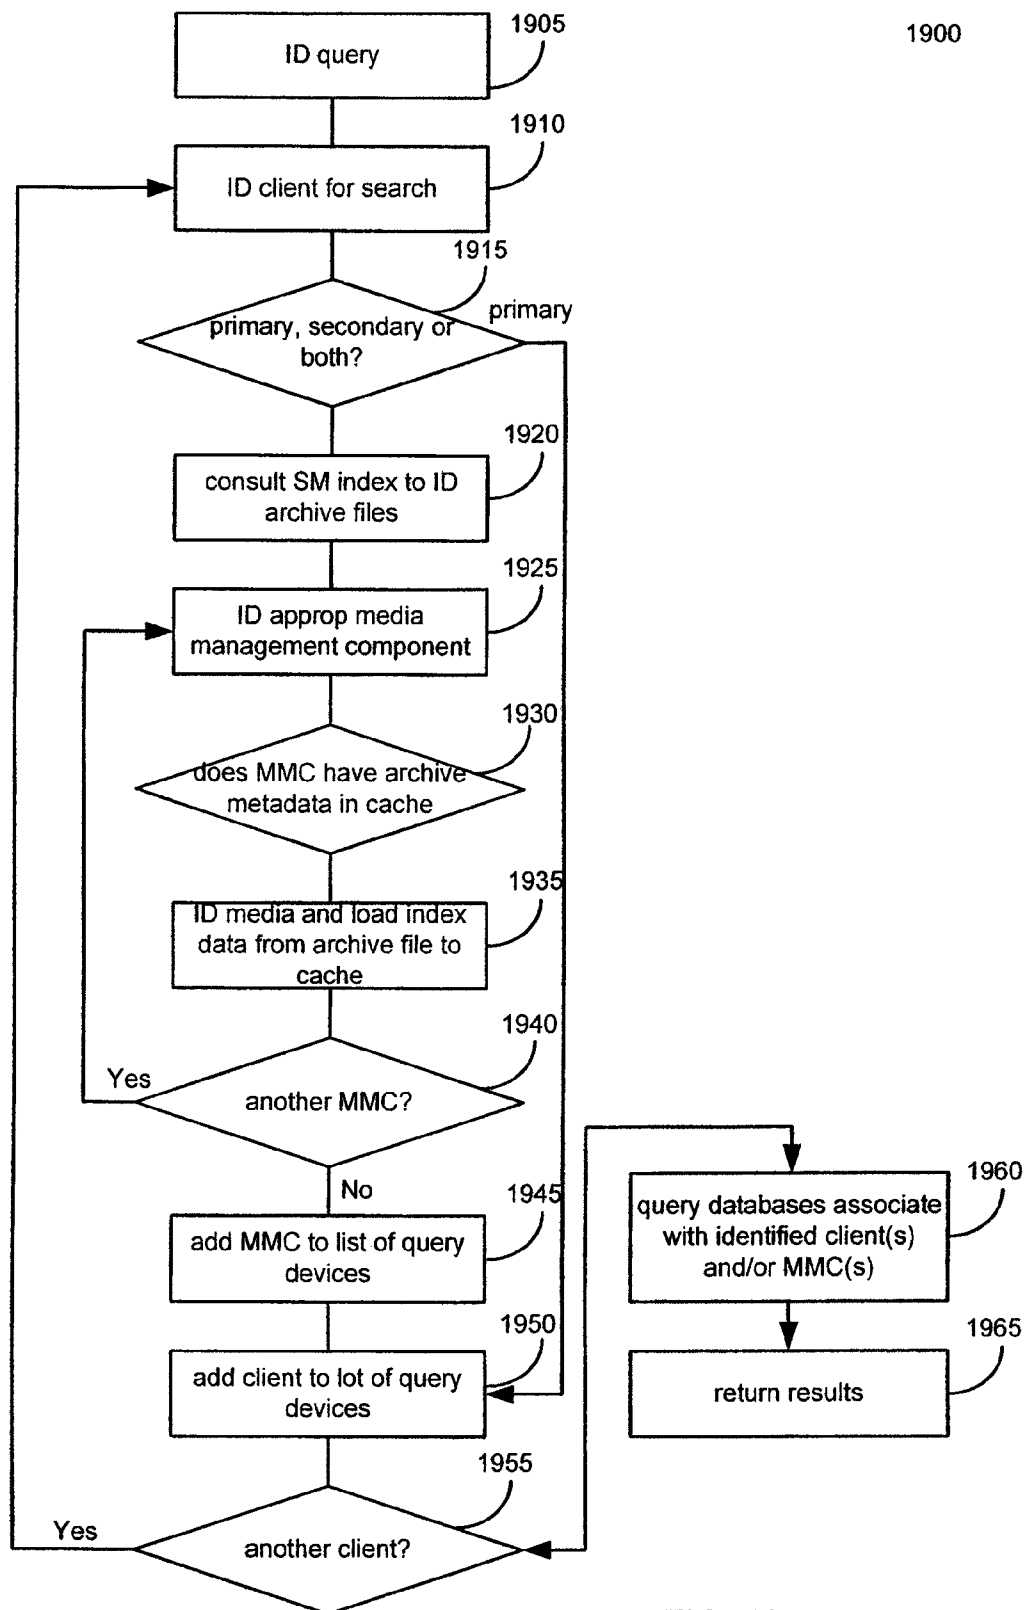 1900
1905
ID query
1910
ID client for search
1915
primary, secondary or
both?
primary
1920
consult SM index to ID
archive files
1925
ID approp media
management component
1930
does MMC have archive
metadata in cache
1935
ID media and load index
data from archive file to
cache
1940
another MMC?
Yes
No
1945
add MMC to list of query
devices
1950
add client to lot of query
devices
1955
another client?
Yes
1960
query databases associate
with identified client(s)
and/or MMC(s)
1965
return results